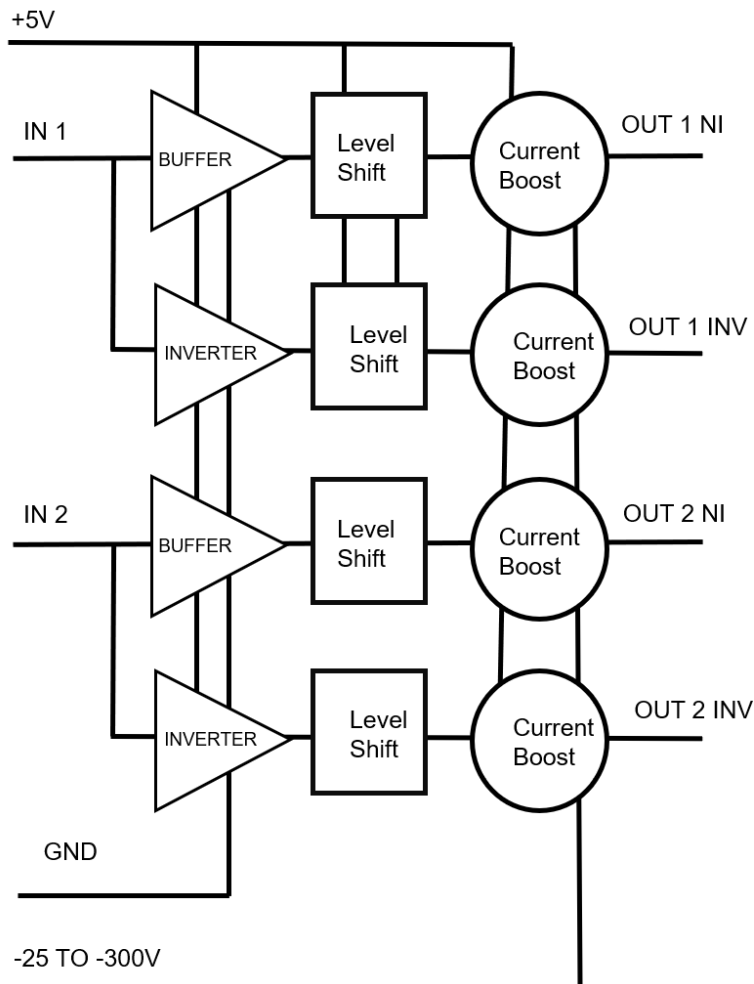 +5V
IN 1
BUFFER
Level
Shift
Current
Boost
OUT 1 NI
INVERTER
Level
Shift
Current
Boost
OUT 1 INV
IN 2
BUFFER
Level
Shift
Current
Boost
OUT 2 NI
INVERTER
Level
Shift
Current
Boost
OUT 2 INV
GND
-25 TO -300V